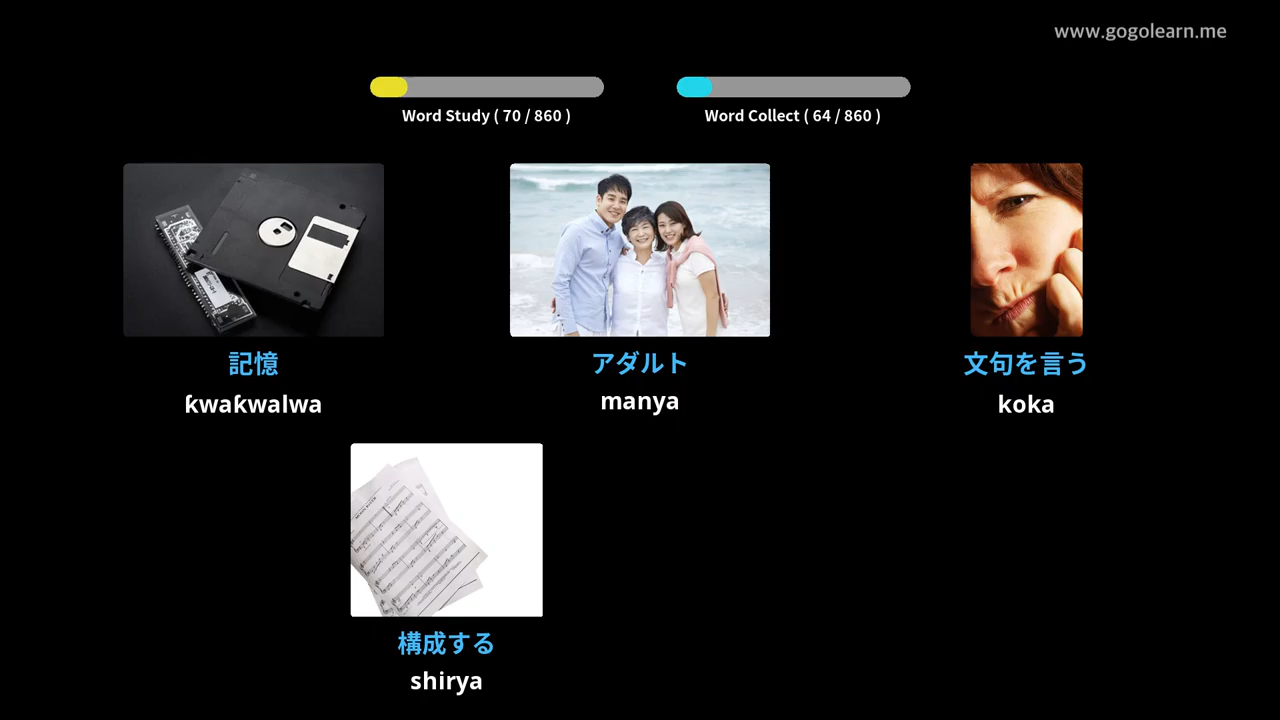 www.gogolearn.me
Word Study ( 70 / 860 )
Word Collect ( 64 / 860 )
記憶
ƙwaƙwalwa
アダルト
manya
文句を言う
koka
構成する
shirya